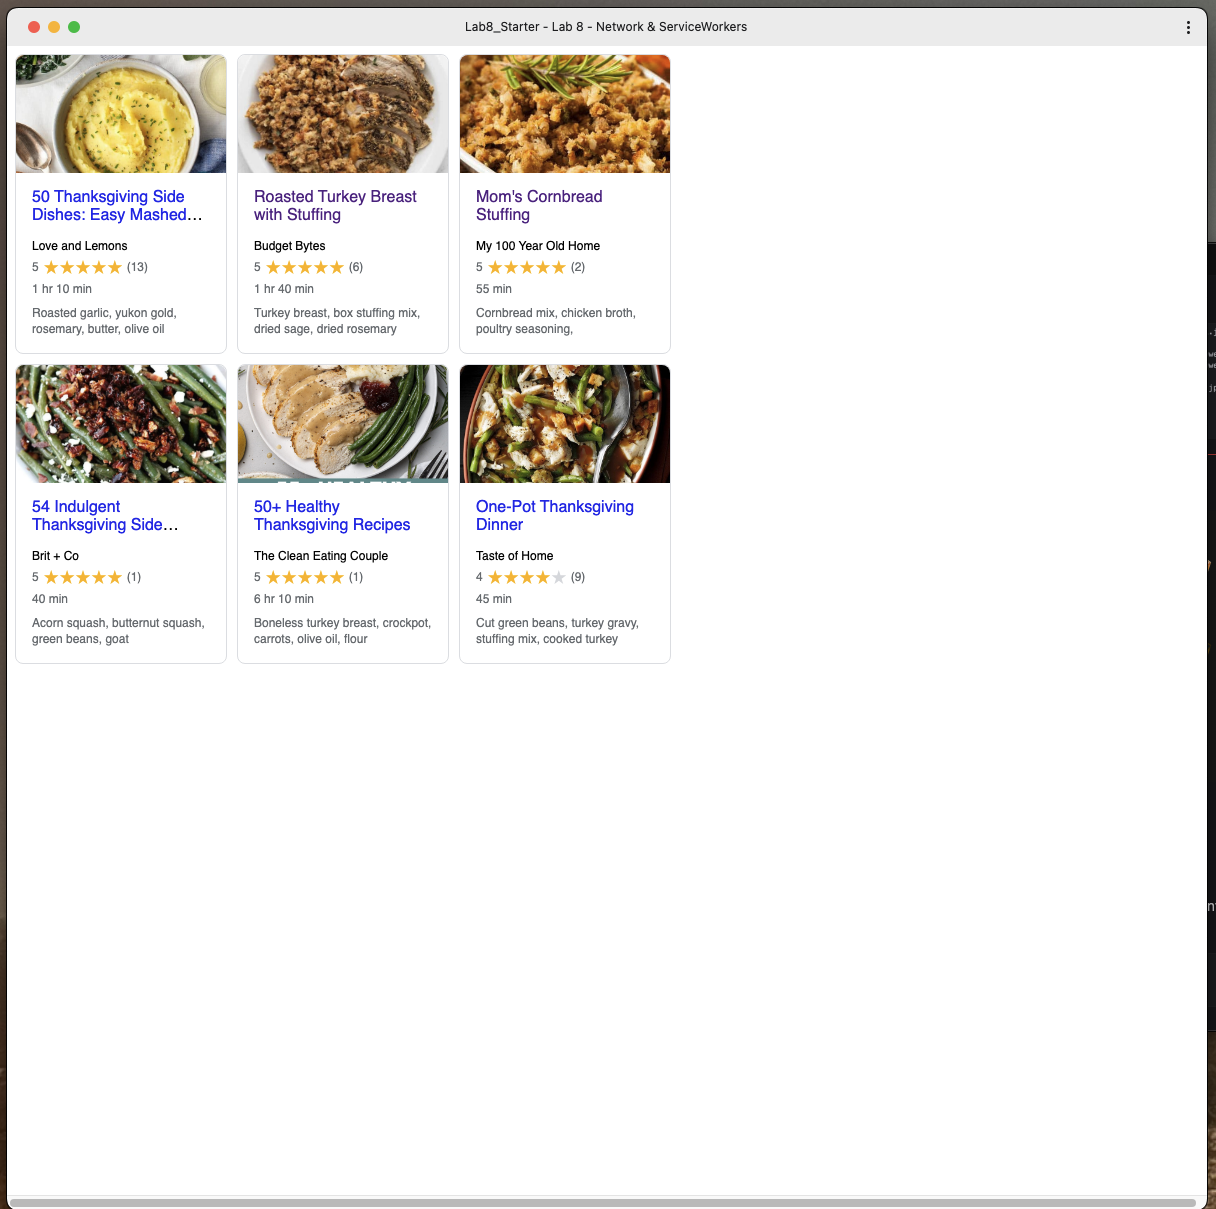 Lab8_Starter - Lab 8 - Network & ServiceWorkers
50 Thanksgiving Side
Dishes: Easy Mashed…
Love and Lemons
5 ★★★★★ (13)
1 hr 10 min
Roasted garlic, yukon gold,
rosemary, butter, olive oil
Roasted Turkey Breast
with Stuffing
Budget Bytes
5 ★★★★★ (6)
1 hr 40 min
Turkey breast, box stuffing mix,
dried sage, dried rosemary
Mom's Cornbread
Stuffing
My 100 Year Old Home
5 ★★★★★ (2)
55 min
Cornbread mix, chicken broth,
poultry seasoning,
54 Indulgent
Thanksgiving Side…
Brit + Co
5 ★★★★★ (1)
40 min
Acorn squash, butternut squash,
green beans, goat
50+ Healthy
Thanksgiving Recipes
The Clean Eating Couple
5 ★★★★★ (1)
6 hr 10 min
Boneless turkey breast, crockpot,
carrots, olive oil, flour
One-Pot Thanksgiving
Dinner
Taste of Home
4 ★★★★★ (9)
45 min
Cut green beans, turkey gravy,
stuffing mix, cooked turkey